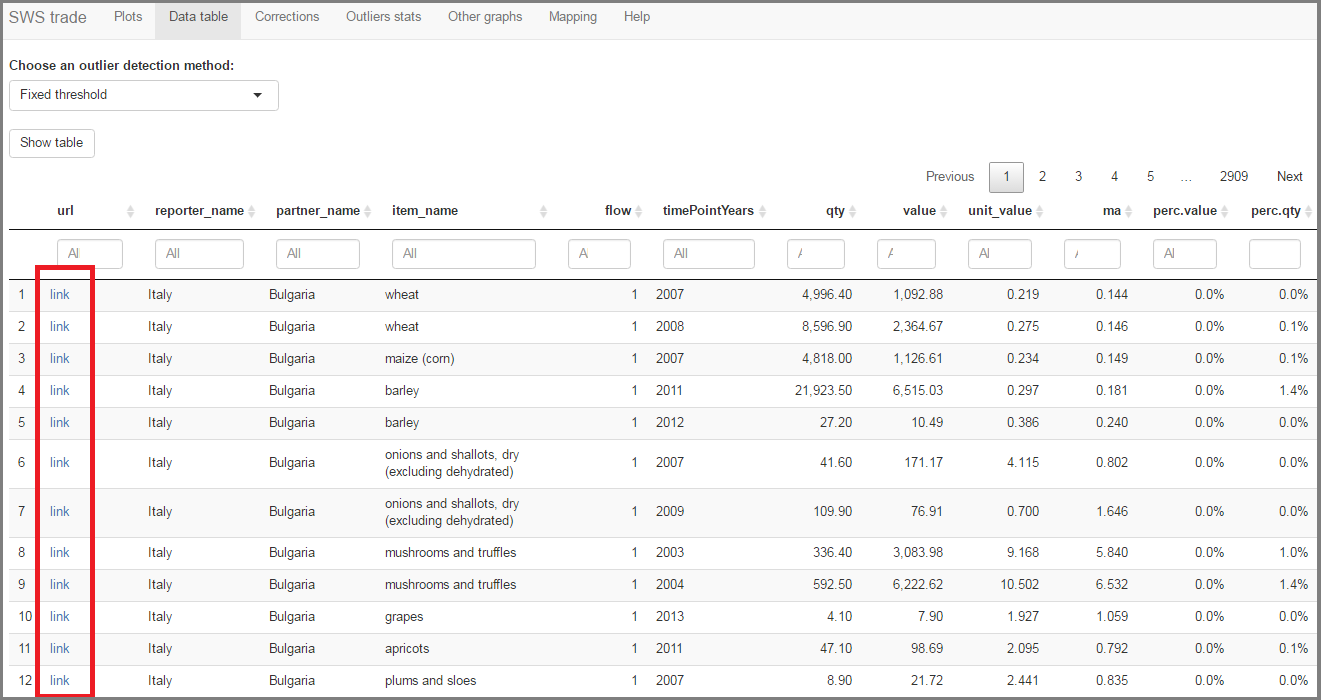 SWS trade Plots Data table Corrections Outliers stats Other graphs Mapping Help
Choose an outlier detection method:
Fixed threshold
Show table
Previous 1 2 3 4 5 ... 2909 Next
url reporter_name partner_name item_name flow timePointYears qty value unit_value ma perc.value perc.qty
Al All All All A All Al Al
1 link Italy Bulgaria wheat 1 2007 4,996.40 1,092.88 0.219 0.144 0.0% 0.0%
2 link Italy Bulgaria wheat 1 2008 8,596.90 2,364.67 0.275 0.146 0.0% 0.1%
3 link Italy Bulgaria maize (corn) 1 2007 4,818.00 1,126.61 0.234 0.149 0.0% 0.1%
4 link Italy Bulgaria barley 1 2011 21,923.50 6,515.03 0.297 0.181 0.0% 1.4%
5 link Italy Bulgaria barley 1 2012 27.20 10.49 0.386 0.240 0.0% 0.0%
6 link Italy Bulgaria onions and shallots, dry 1 2007 41.60 171.17 4.115 0.802 0.0% 0.0%
(excluding dehydrated)
7 link Italy Bulgaria onions and shallots, dry 1 2009 109.90 76.91 0.700 1.646 0.0% 0.0%
(excluding dehydrated)
8 link Italy Bulgaria mushrooms and truffles 1 2003 336.40 3,083.98 9.168 5.840 0.0% 1.0%
9 link Italy Bulgaria mushrooms and truffles 1 2004 592.50 6,222.62 10.502 6.532 0.0% 1.4%
10 link Italy Bulgaria grapes 1 2013 4.10 7.90 1.927 1.059 0.0% 0.0%
11 link Italy Bulgaria apricots 1 2011 47.10 98.69 2.095 0.792 0.0% 0.1%
12 link Italy Bulgaria plums and sloes 1 2007 8.90 21.72 2.441 0.835 0.0% 0.0%